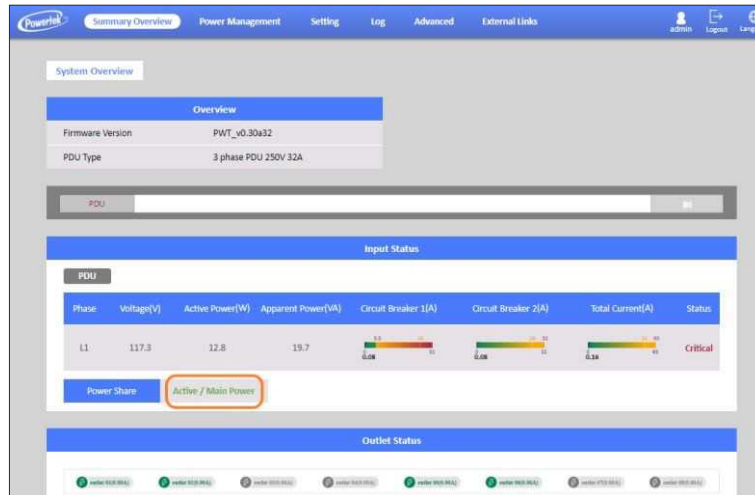 Powertek Summary Overview Power Management Setting Log Advanced External Links admin Logout
System Overview
Overview
Firmware Version PWT_v0.30a32
PDU Type 3 phase PDU 250V 32A
PDU
Input Status
PDU
Phase Voltage(V) Active Power(W) Apparent Power(VA) Circuit Breaker 1(A) Circuit Breaker 2(A) Total Current(A) Status
L1 117.3 12.8 19.7 0.08 0.08 0.16 Critical
Power Share Active / Main Power
Outlet Status